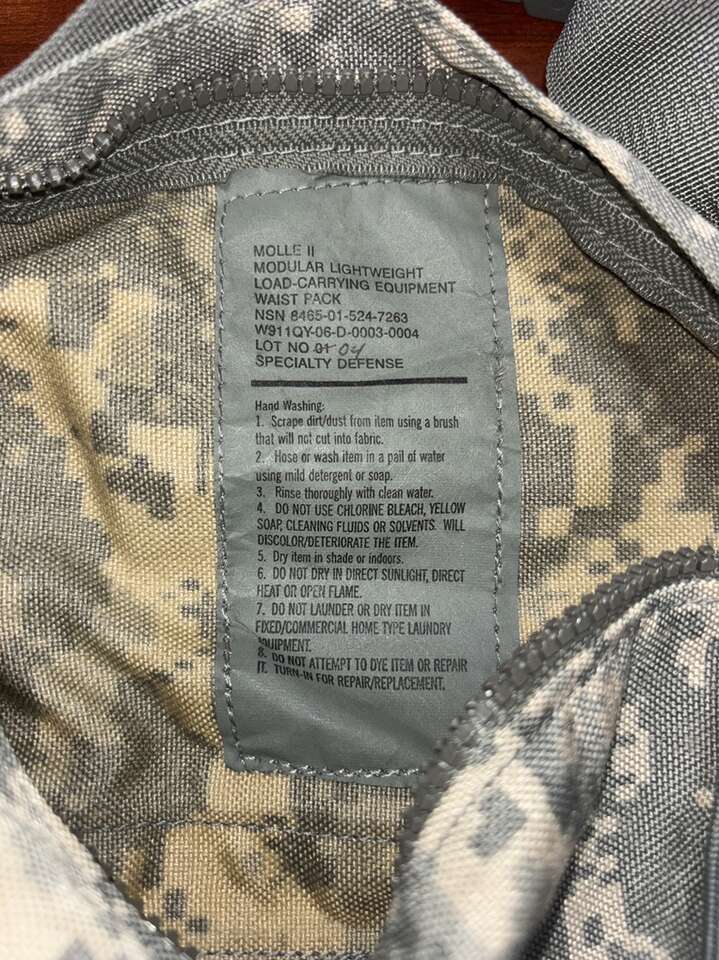 MOLLE II
MODULAR LIGHTWEIGHT
LOAD-CARRYING EQUIPMENT
WAIST PACK
NSN 8465-01-524-7263
W911QY-06-D-0003-0004
LOT NO 01 04
SPECIALTY DEFENSE
Hand Washing:
1. Scrape dirt/dust from item using a brush
that will not cut into fabric.
2. Hose or wash item in a pail of water
using mild detergent or soap.
3. Rinse thoroughly with clean water.
4. DO NOT USE CHLORINE BLEACH, YELLOW
SOAP, CLEANING FLUIDS OR SOLVENTS. WILL
DISCOLOR/DETERIORATE THE ITEM.
5. Dry item in shade or indoors.
6. DO NOT DRY IN DIRECT SUNLIGHT, DIRECT
HEAT OR OPEN FLAME.
7. DO NOT LAUNDER OR DRY ITEM IN
FIXED/COMMERCIAL HOME TYPE LAUNDRY
EQUIPMENT.
8. DO NOT ATTEMPT TO DYE ITEM OR REPAIR
IT. TURN-IN FOR REPAIR/REPLACEMENT.